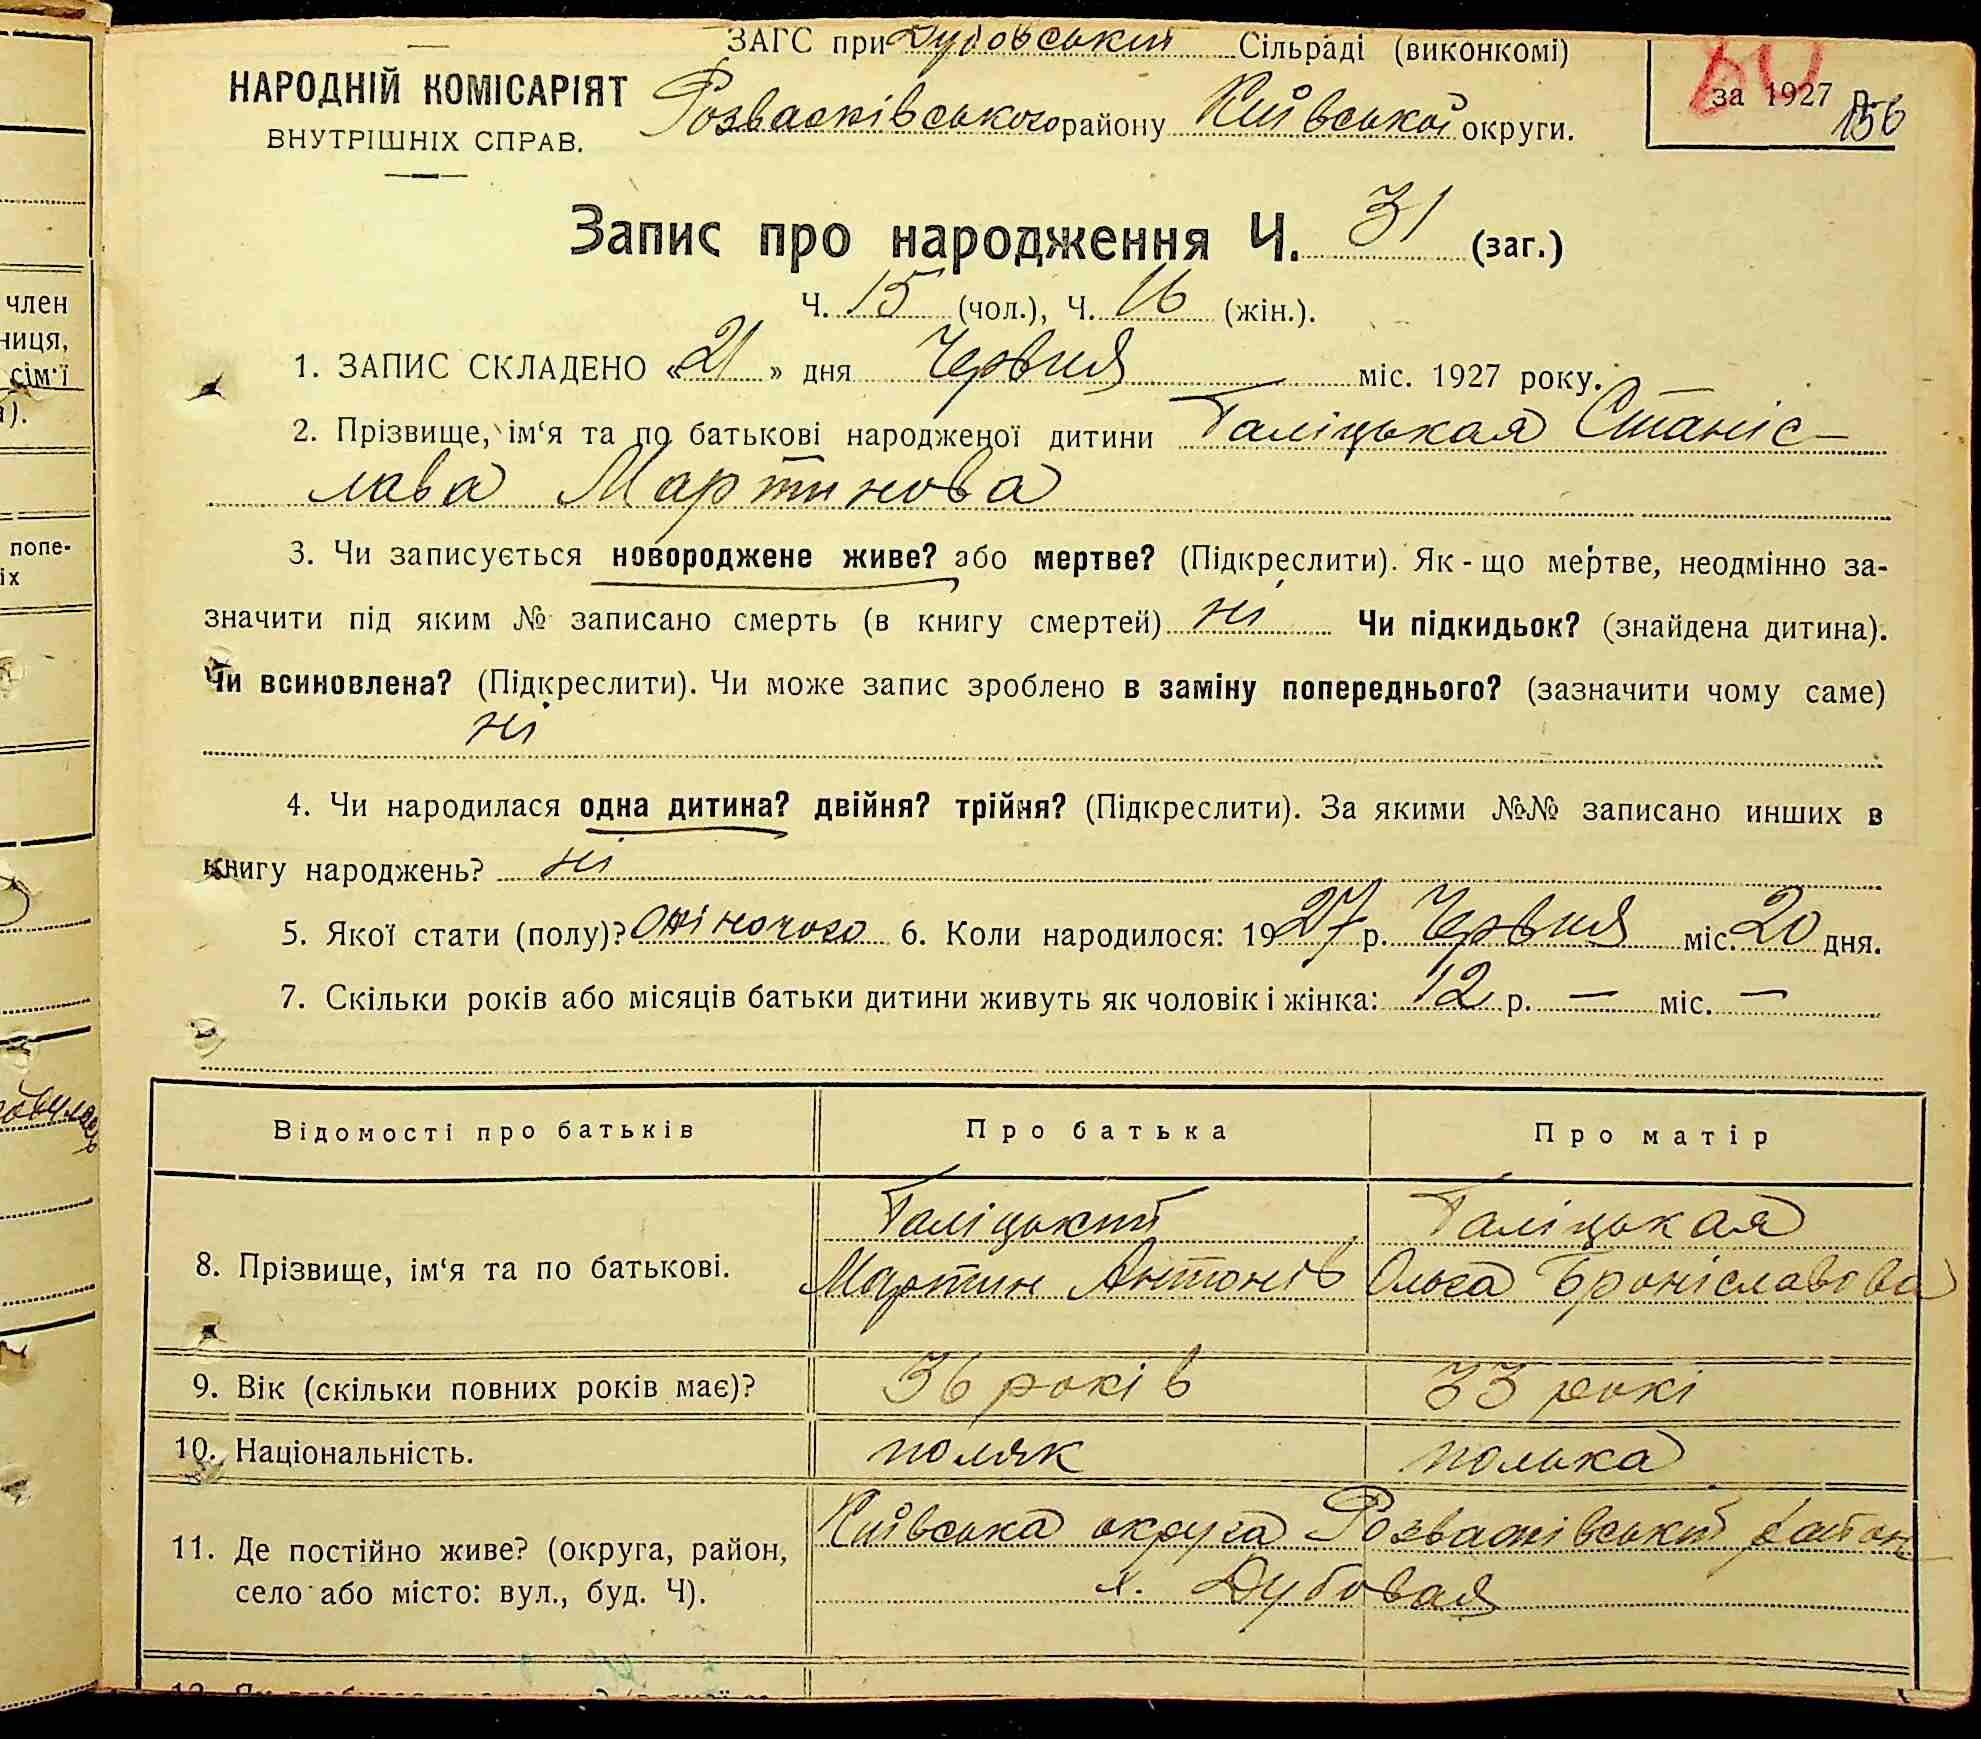 ЗАГС при Дубовський Сільраді (виконкомі)
НАРОДНІЙ КОМІСАРІЯТ
ВНУТРІШНІХ СПРАВ.
Розважівського району Київської округи.
за 1927 р.
156
Запис про народження Ч. 31 (заг.)
Ч. 15 (чол.), Ч. 16 (жін.).
1. ЗАПИС СКЛАДЕНО «21» дня Червня міс. 1927 року.
2. Прізвище, ім‘я та по батькові народженої дитини Галіцькая Станіс-
лава Мартинова
3. Чи записується новороджене живе? або мертве? (Підкреслити). Як-що мертве, неодмінно за-
значити під яким № записано смерть (в книгу смертей) ні Чи підкидьок? (знайдена дитина).
Чи всиновлена? (Підкреслити). Чи може запис зроблено в заміну попереднього? (зазначити чому саме)
ні
4. Чи народилася одна дитина? двійня? трійня? (Підкреслити). За якими №№ записано инших в
книгу народжень? ні
5. Якої стати (полу)? жіночого 6. Коли народилося: 1927 р. Червня міс. 20 дня.
7. Скільки років або місяців батьки дитини живуть як чоловік і жінка: 12 р. — міс. —
Відомості про батьків Про батька Про матір
8. Прізвище, ім‘я та по батькові.
Галіцький
Мартин Антонів
Галіцькая
Ольга Броніславова
9. Вік (скільки повних років має)? 36 років 33 рокі
10. Національність. поляк полька
11. Де постійно живе? (округа, район,
село або місто: вул., буд. Ч).
Київська округа Розважівський район
х. Дубовая
член
ниця,
сім‘ї
а).
попе-
іх